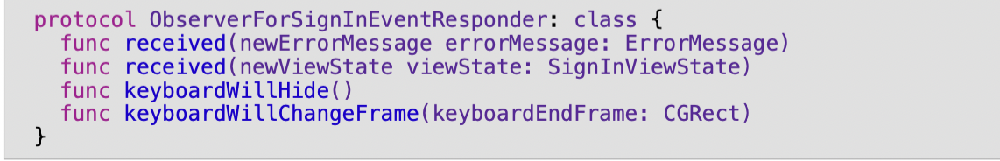 protocol ObserverForSignInEventResponder: class {
  func received(newErrorMessage errorMessage: ErrorMessage)
  func received(newViewState viewState: SignInViewState)
  func keyboardWillHide()
  func keyboardWillChangeFrame(keyboardEndFrame: CGRect)
}